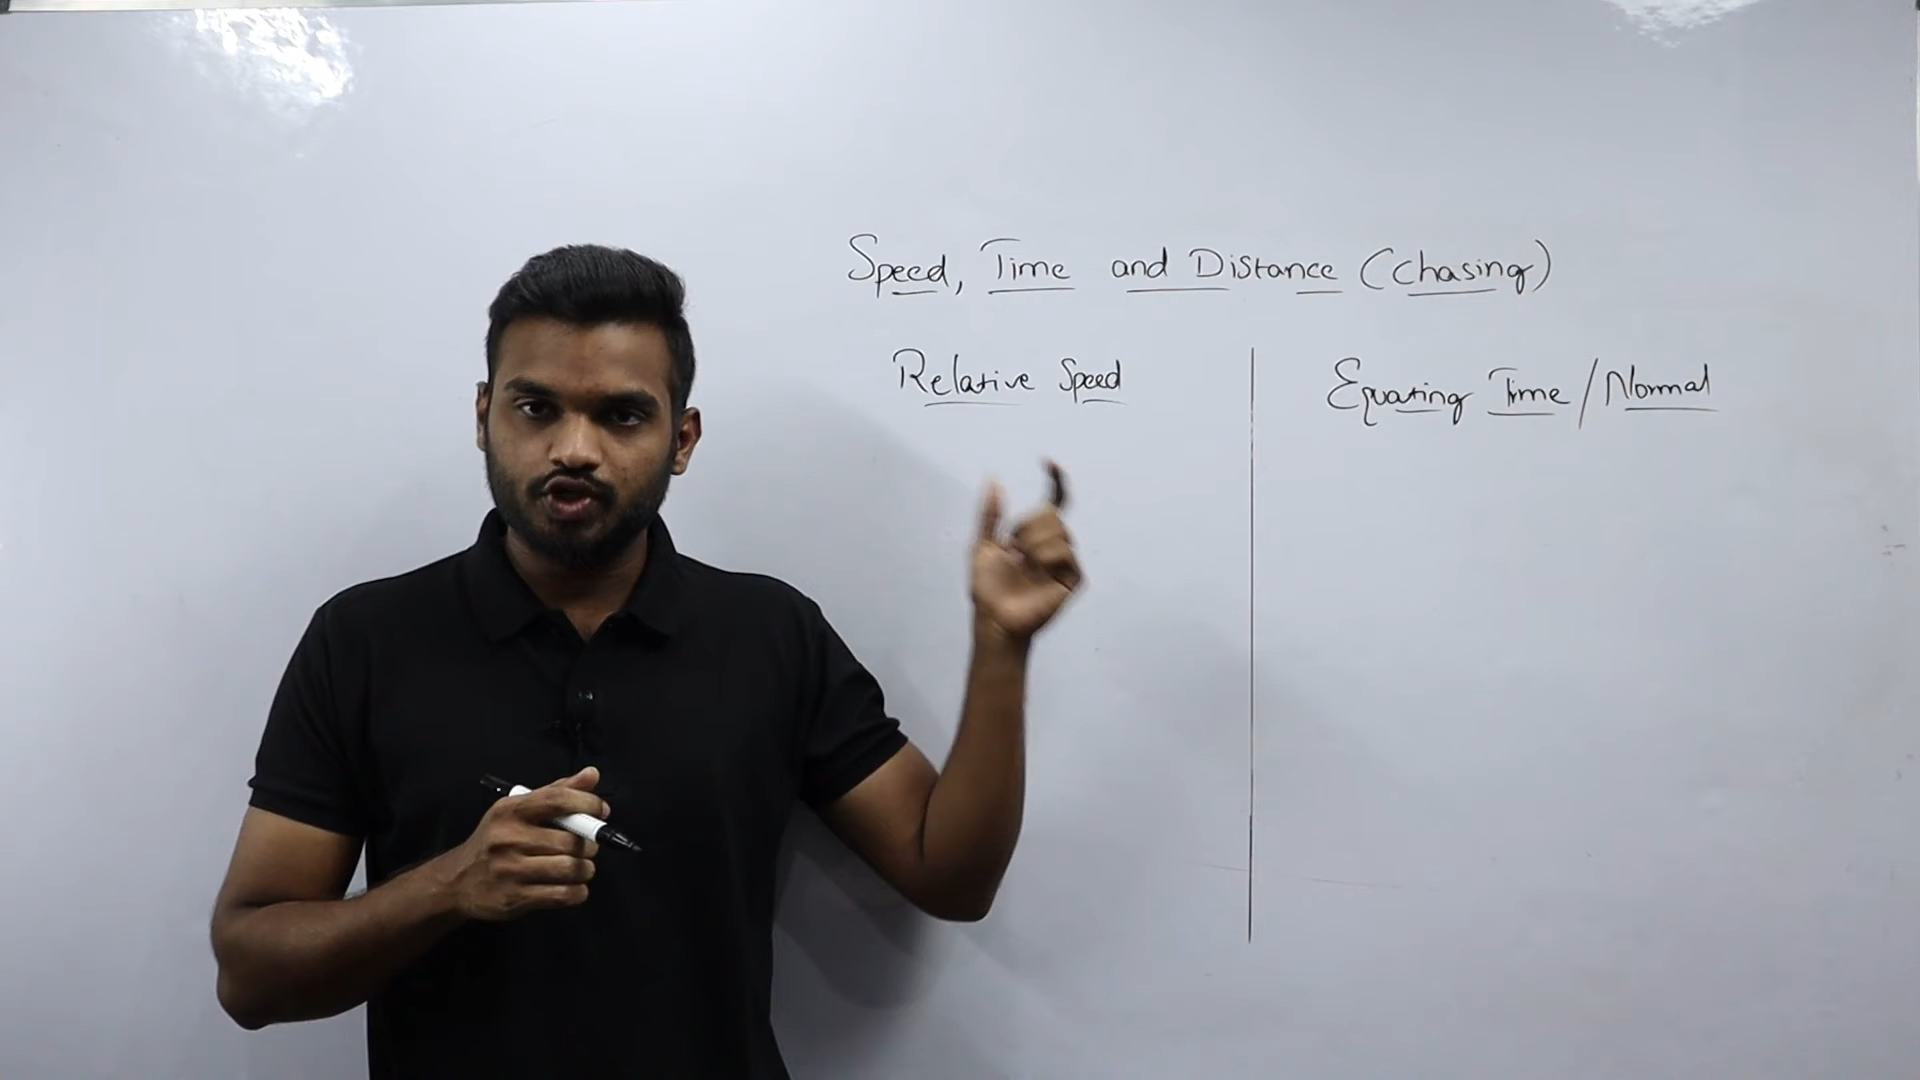 Speed, Time and Distance (Chasing)
Relative Speed
Equating Time / Normal